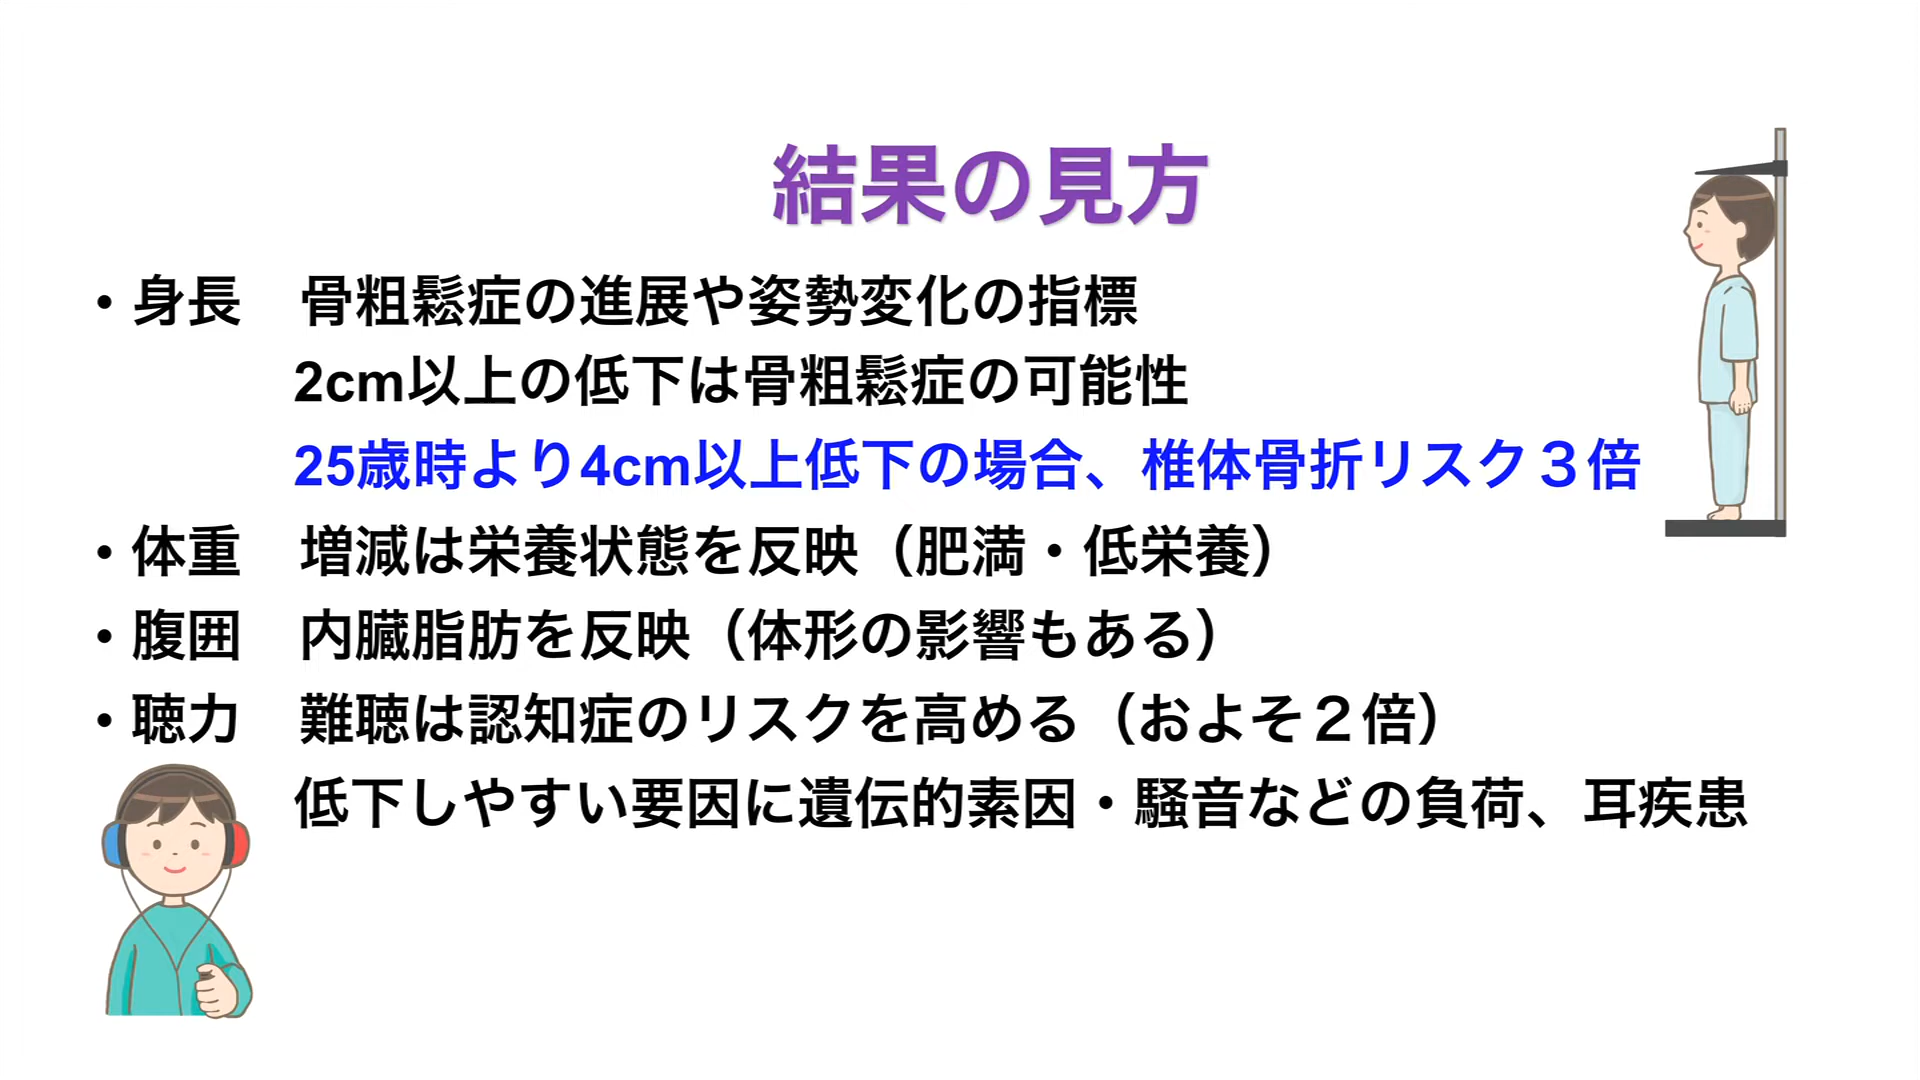 結果の見方
・身長　骨粗鬆症の進展や姿勢変化の指標
2cm以上の低下は骨粗鬆症の可能性
25歳時より4cm以上低下の場合、椎体骨折リスク３倍
・体重　増減は栄養状態を反映（肥満・低栄養）
・腹囲　内臓脂肪を反映（体形の影響もある）
・聴力　難聴は認知症のリスクを高める（およそ２倍）
低下しやすい要因に遺伝的素因・騒音などの負荷、耳疾患